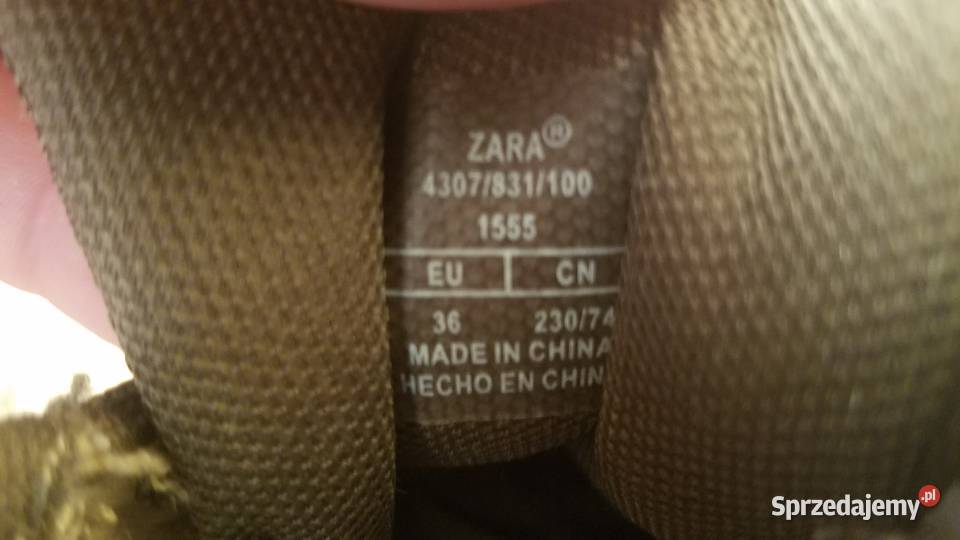 ZARA®
4307/831/100
1555
EU CN
36 230/74
MADE IN CHINA
HECHO EN CHIN
Sprzedajemy.pl